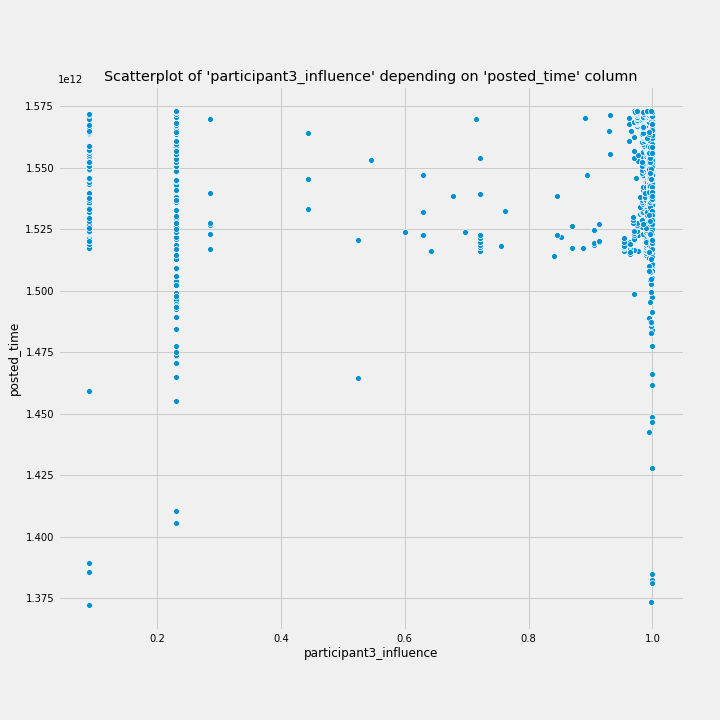 Scatterplot of 'participant3_influence' depending on 'posted_time' column
1e12
1.575
1.550
1.525
1.500
1.475
1.450
1.425
1.400
1.375
posted_time
0.2 0.4 0.6 0.8 1.0
participant3_influence